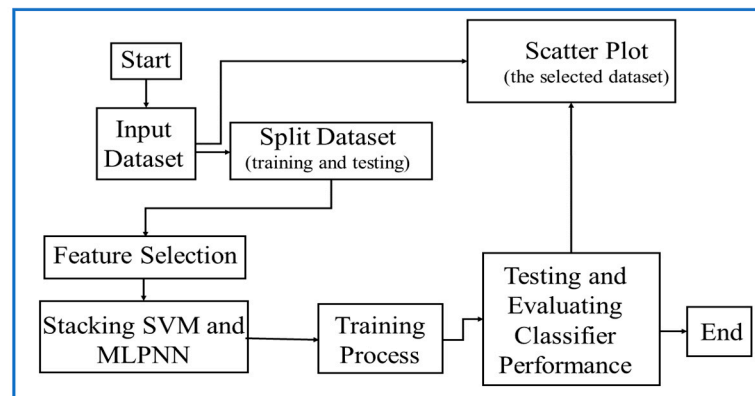 Start
Scatter Plot
(the selected dataset)
Input
Dataset
Split Dataset
(training and testing)
Feature Selection
Stacking SVM and
MLPNN
Training
Process
Testing and
Evaluating
Classifier
Performance
End